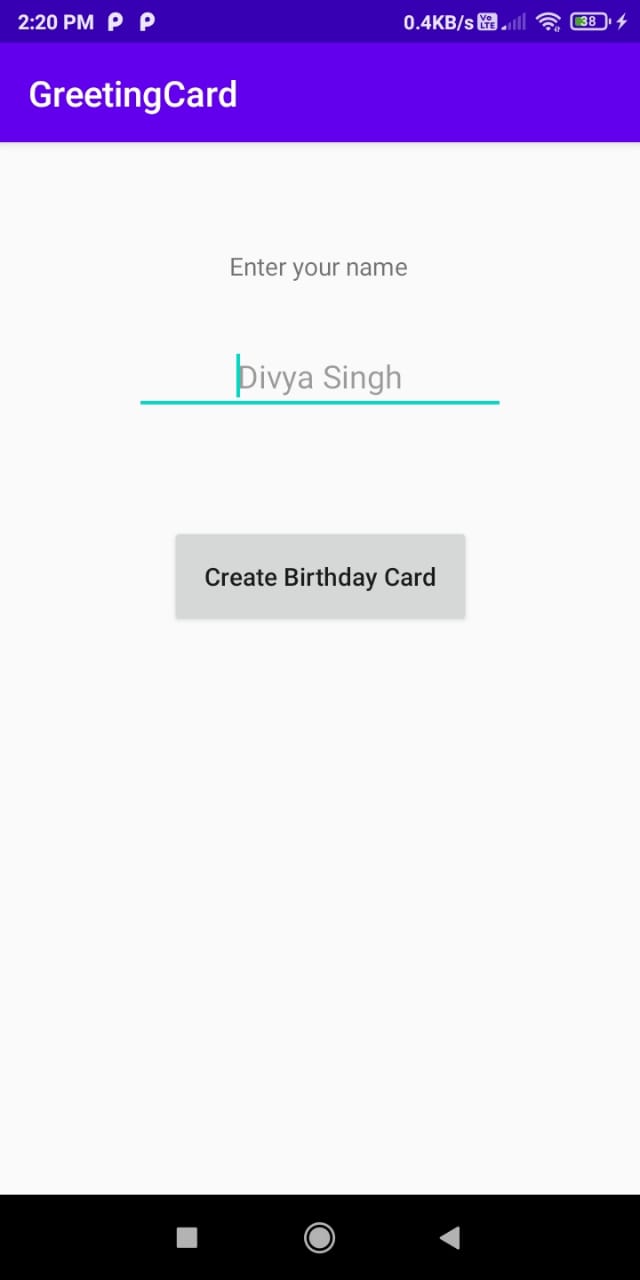 2:20 PM P P 0.4KB/s Vo LTE 38
GreetingCard
Enter your name
Divya Singh
Create Birthday Card